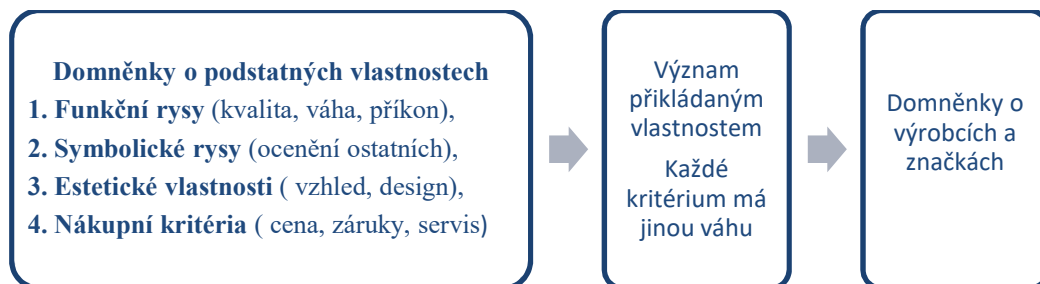 Domněnky o podstatných vlastnostech
1. Funkční rysy (kvalita, váha, příkon),
2. Symbolické rysy (ocenění ostatních),
3. Estetické vlastnosti ( vzhled, design),
4. Nákupní kritéria ( cena, záruky, servis)
Význam
přikládaným
vlastnostem
Každé
kritérium má
jinou váhu
Domněnky o
výrobcích a
značkách